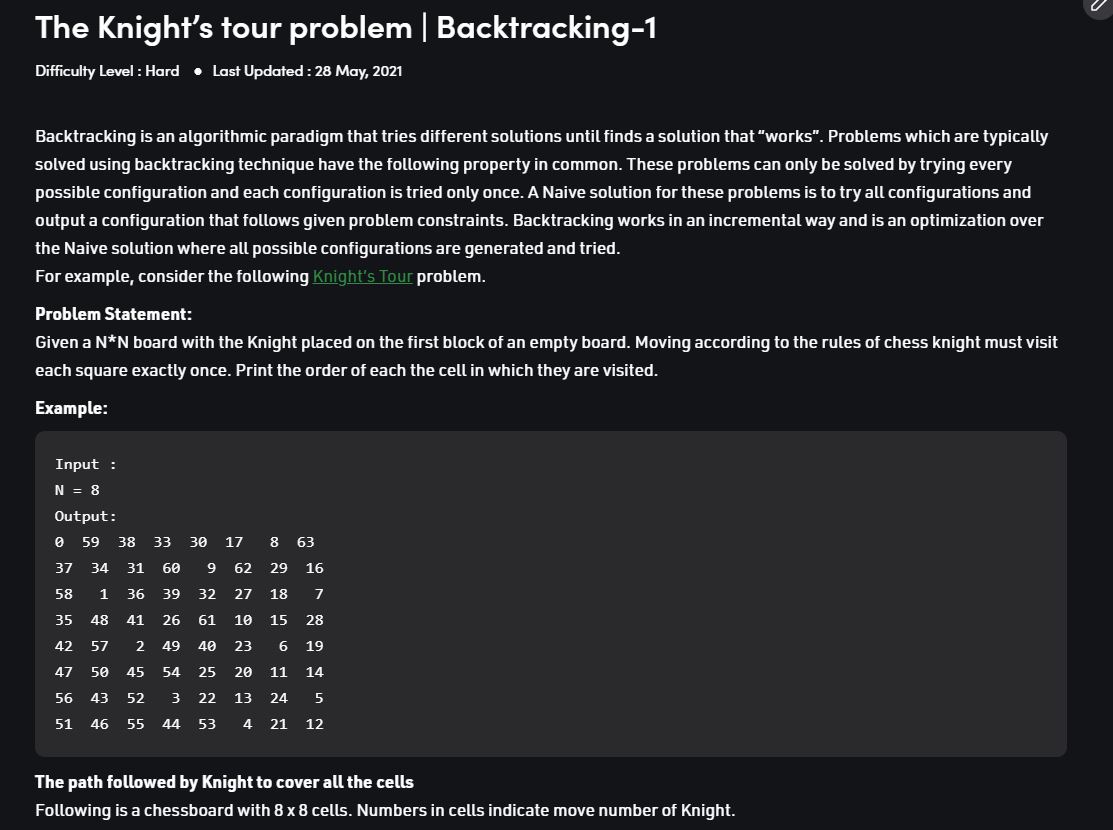 The Knight’s tour problem | Backtracking-1
Difficulty Level : Hard ● Last Updated : 28 May, 2021
Backtracking is an algorithmic paradigm that tries different solutions until finds a solution that “works”. Problems which are typically
solved using backtracking technique have the following property in common. These problems can only be solved by trying every
possible configuration and each configuration is tried only once. A Naive solution for these problems is to try all configurations and
output a configuration that follows given problem constraints. Backtracking works in an incremental way and is an optimization over
the Naive solution where all possible configurations are generated and tried.
For example, consider the following Knight’s Tour problem.
Problem Statement:
Given a N*N board with the Knight placed on the first block of an empty board. Moving according to the rules of chess knight must visit
each square exactly once. Print the order of each the cell in which they are visited.
Example:
Input :
N = 8
Output:
0 59 38 33 30 17 8 63
37 34 31 60 9 62 29 16
58 1 36 39 32 27 18 7
35 48 41 26 61 10 15 28
42 57 2 49 40 23 6 19
47 50 45 54 25 20 11 14
56 43 52 3 22 13 24 5
51 46 55 44 53 4 21 12
The path followed by Knight to cover all the cells
Following is a chessboard with 8 x 8 cells. Numbers in cells indicate move number of Knight.